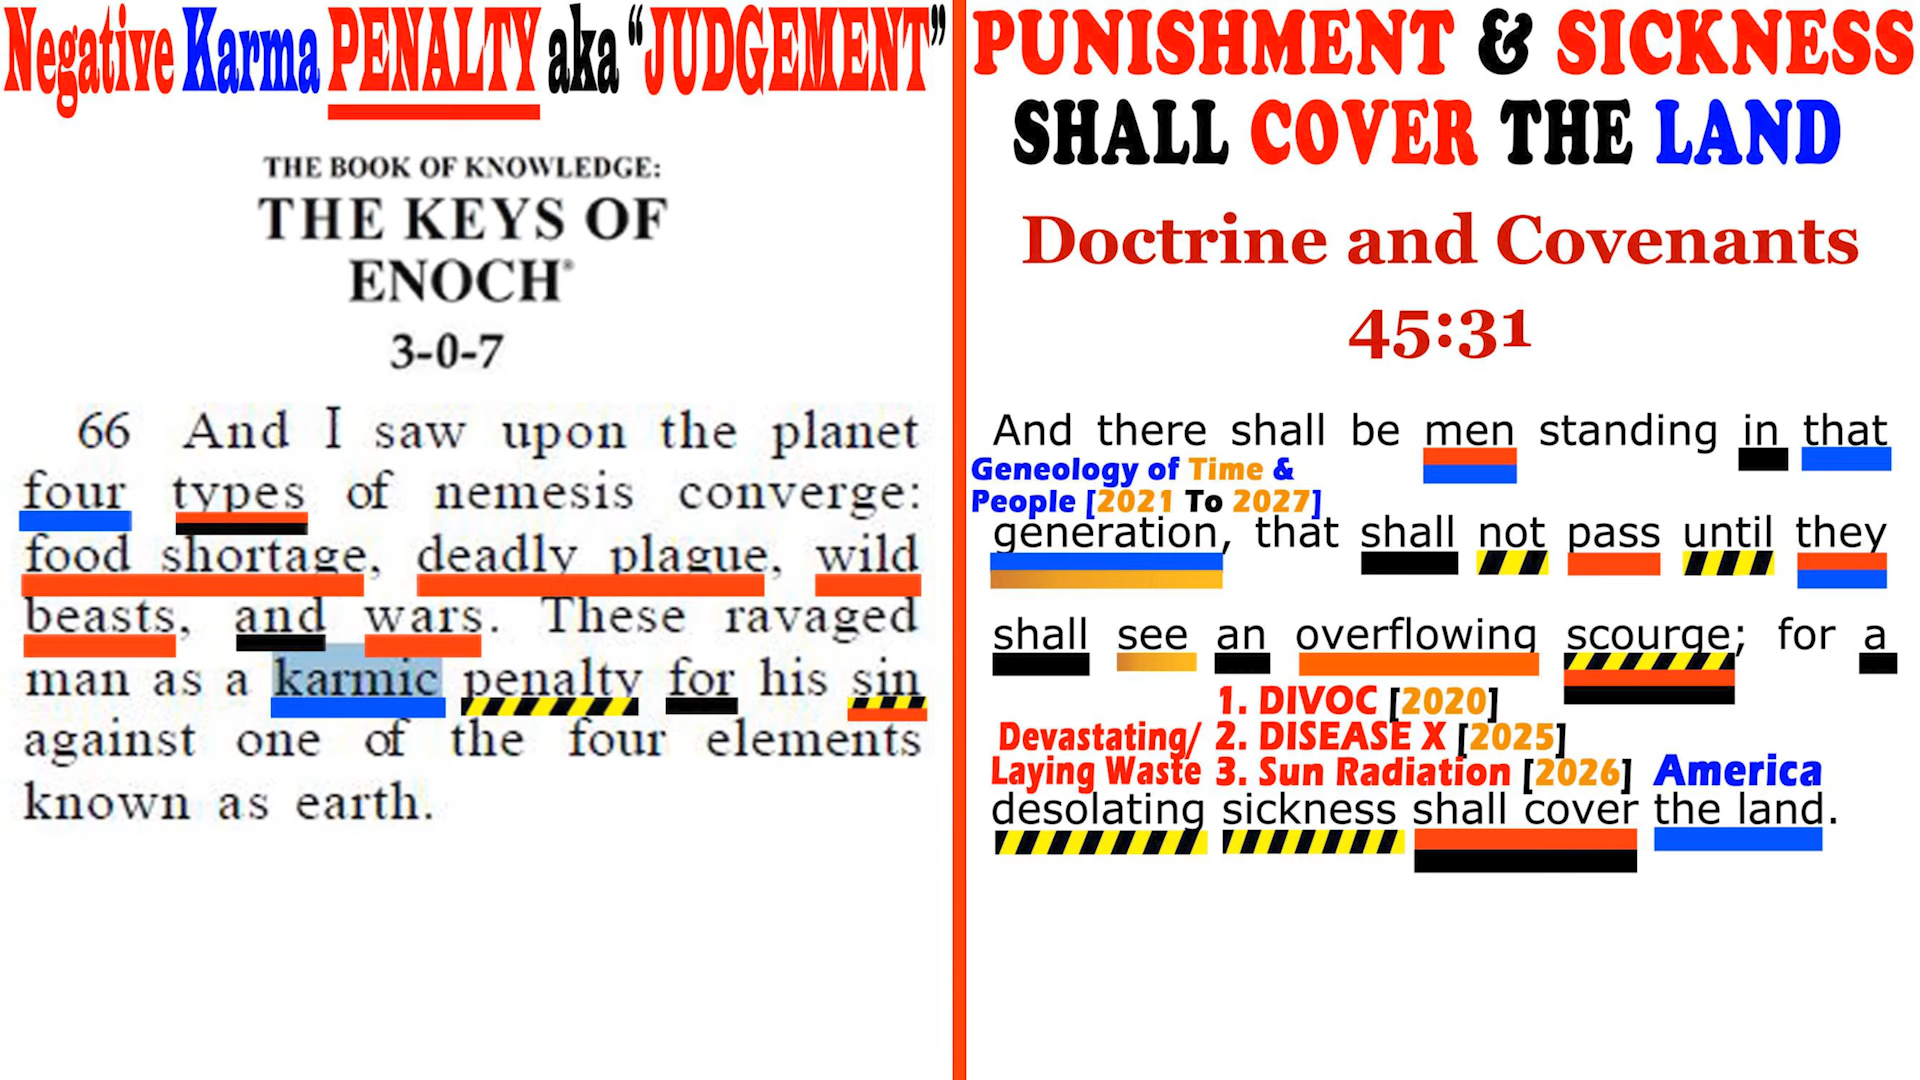 Negative Karma PENALTY aka “JUDGEMENT”
THE BOOK OF KNOWLEDGE:
THE KEYS OF
ENOCH®
3-0-7
66 And I saw upon the planet
four types of nemesis converge:
food shortage, deadly plague, wild
beasts, and wars. These ravaged
man as a karmic penalty for his sin
against one of the four elements
known as earth.
PUNISHMENT & SICKNESS
SHALL COVER THE LAND
Doctrine and Covenants
45:31
And there shall be men standing in that
Geneology of Time &
People [2021 To 2027]
generation, that shall not pass until they
shall see an overflowing scourge; for a
1. DIVOC [2020]
Devastating/ 2. DISEASE X [2025]
Laying Waste 3. Sun Radiation [2026] America
desolating sickness shall cover the land.